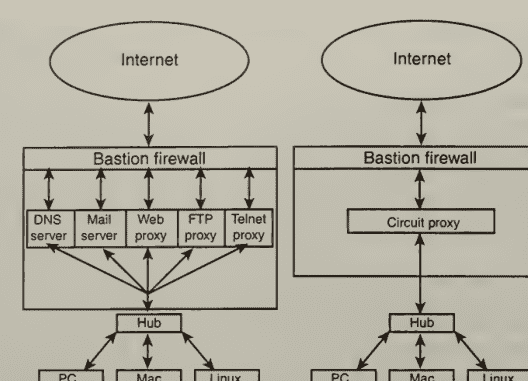 Internet
Bastion firewall
DNS server
Mail server
Web proxy
FTP proxy
Telnet proxy
Hub
PC
Mac
Linux
Internet
Bastion firewall
Circuit proxy
Hub
PC
Mac
Linux